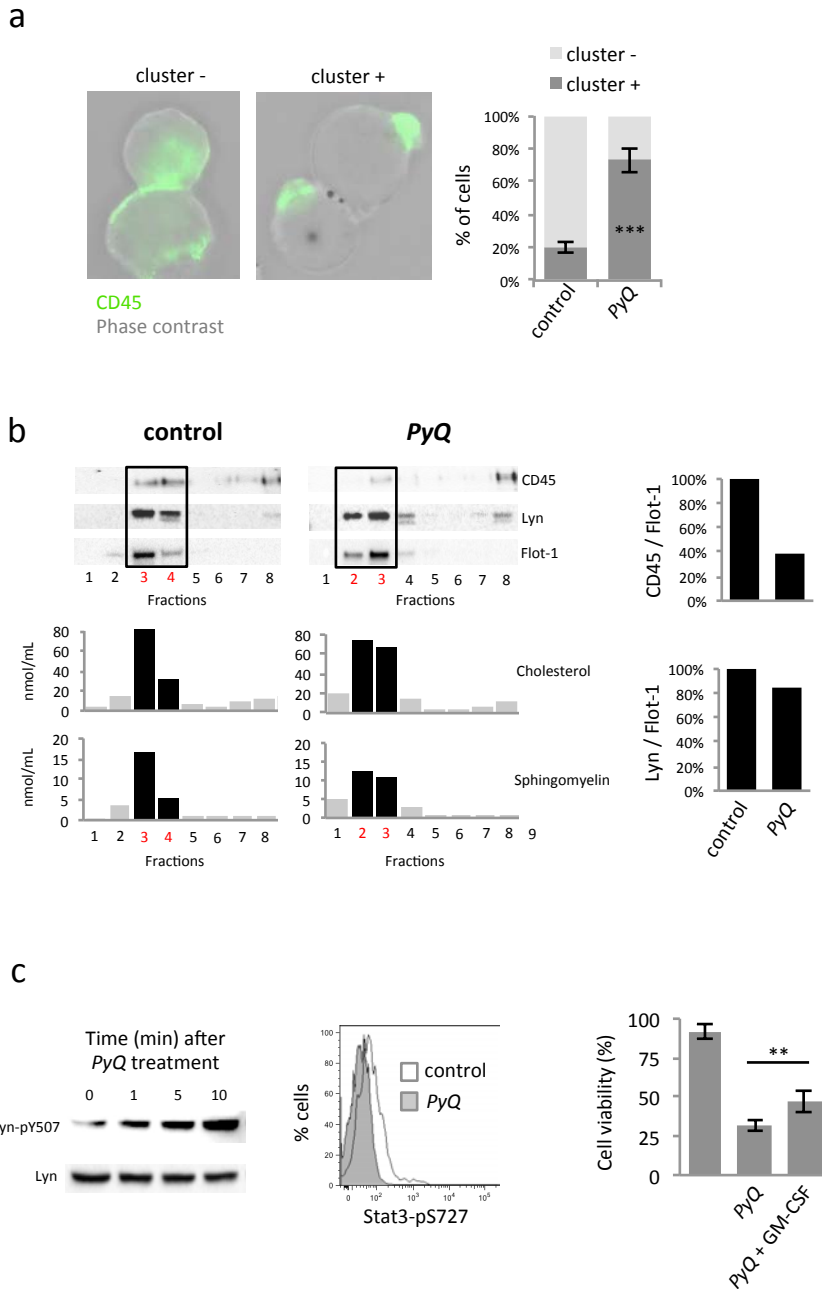 a
cluster -
cluster +
CD45
Phase contrast
cluster -
cluster +
% of cells
100%
80%
60%
40%
20%
0%
***
control
PyQ
b
control
PyQ
CD45
Lyn
Flot-1
1 2 3 4 5 6 7 8
Fractions
1 2 3 4 5 6 7 8
Fractions
nmol/mL
80
60
40
20
0
80
60
40
20
0
Cholesterol
nmol/mL
20
15
10
5
0
20
15
10
5
0
Sphingomyelin
1 2 3 4 5 6 7 8
Fractions
1 2 3 4 5 6 7 8 9
Fractions
CD45 / Flot-1
100%
80%
60%
40%
20%
0%
Lyn / Flot-1
100%
80%
60%
40%
20%
0%
control
PyQ
c
Time (min) after
PyQ treatment
0 1 5 10
yn-pY507
Lyn
% cells
100
80
60
40
20
0
control
PyQ
0 10² 10³ 10⁴ 10⁵
Stat3-pS727
Cell viability (%)
100
75
50
25
0
**
PyQ
PyQ + GM-CSF